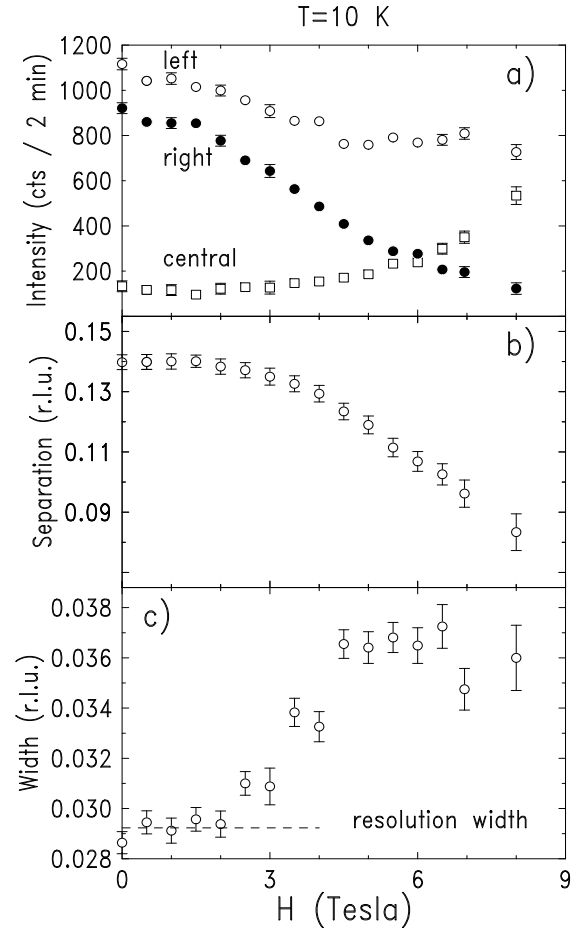 T=10 K
1200
1000
800
600
400
200
Intensity (cts / 2 min)
left
right
central
a)
0.15
0.13
0.11
0.09
Separation (r.l.u.)
b)
0.038
0.036
0.034
0.032
0.030
0.028
Width (r.l.u.)
c)
resolution width
0 3 6 9
H (Tesla)